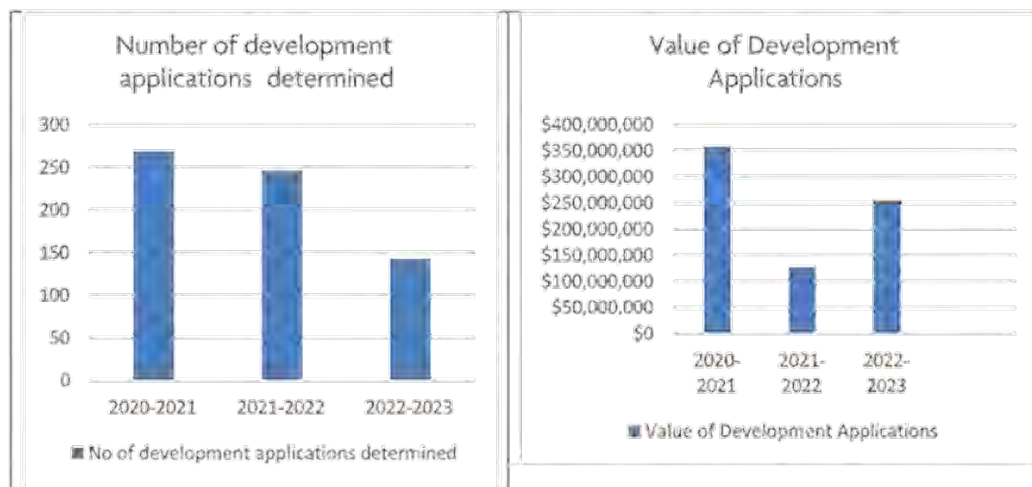 Number of development
applications determined
300
250
200
150
100
50
0
2020-2021 2021-2022 2022-2023
No of development applications determined
Value of Development
Applications
$400,000,000
$350,000,000
$300,000,000
$250,000,000
$200,000,000
$150,000,000
$100,000,000
$50,000,000
$0
2020- 2021- 2022-
2021 2022 2023
Value of Development Applications